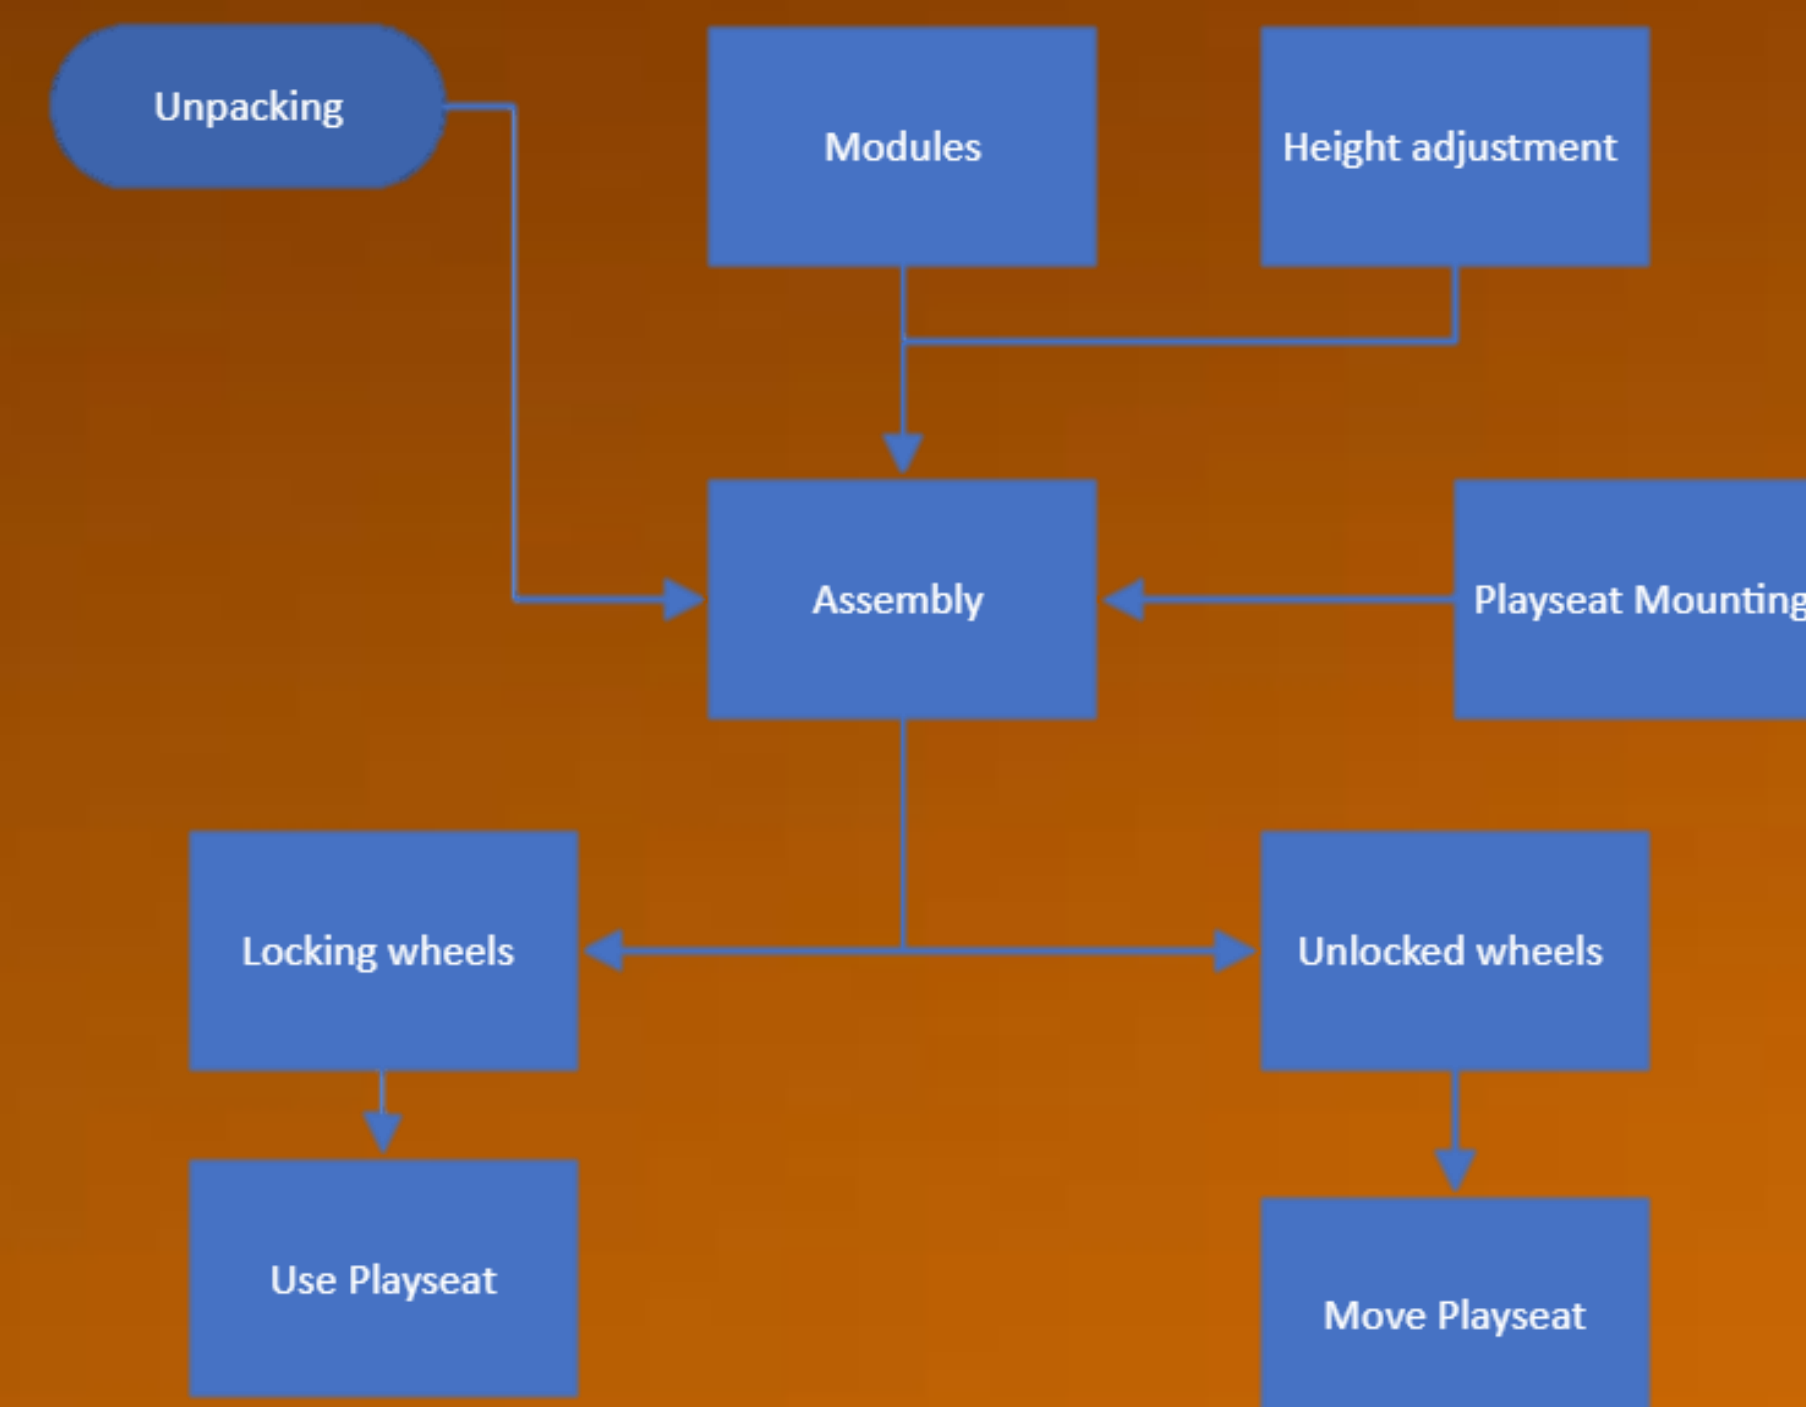 Unpacking
Modules
Height adjustment
Assembly
Playseat Mounting
Locking wheels
Unlocked wheels
Use Playseat
Move Playseat